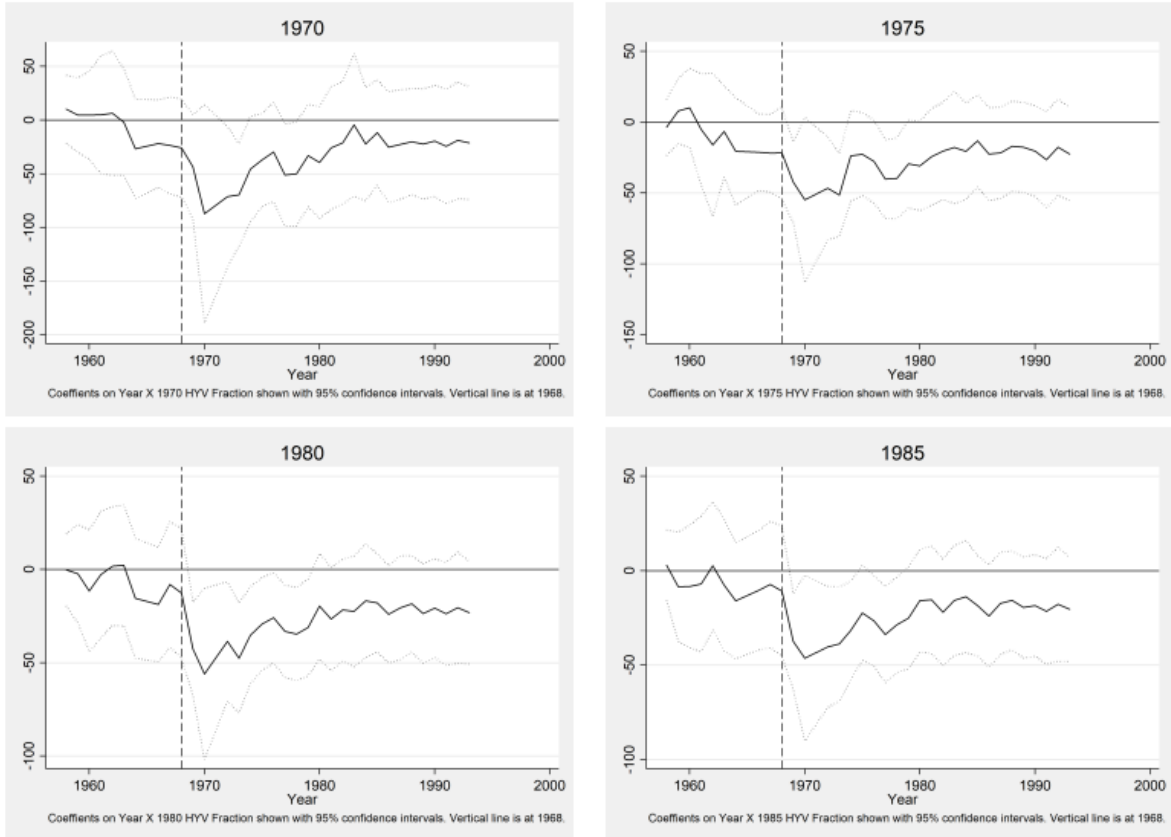 1970
50
0
-50
-100
-150
-200
1960 1970 1980 1990 2000
Year
Coeffients on Year X 1970 HYV Fraction shown with 95% confidence intervals. Vertical line is at 1968.
1975
50
0
-50
-100
-150
1960 1970 1980 1990 2000
Year
Coeffients on Year X 1975 HYV Fraction shown with 95% confidence intervals. Vertical line is at 1968.
1980
50
0
-50
-100
1960 1970 1980 1990 2000
Year
Coeffients on Year X 1980 HYV Fraction shown with 95% confidence intervals. Vertical line is at 1968.
1985
50
0
-50
-100
1960 1970 1980 1990 2000
Year
Coeffients on Year X 1985 HYV Fraction shown with 95% confidence intervals. Vertical line is at 1968.